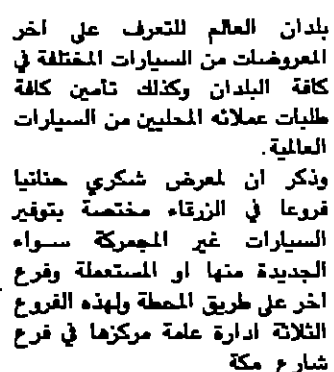 بلدان العالم للتعرف على اخر
المعروضات من السيارات المختلفة في
كافة البلدان وكذلك تأمين كافة
طلبات عملائه المحليين من السيارات
العالمية.
وذكر ان لمعرض شكري حناتيا
فروعا في الزرقاء مختصة بتوفير
السيارات غير المجمركة سواء
الجديدة منها او المستعملة وفرع
اخر على طريق المحطة ولهذه الفروع
الثلاثة ادارة عامة مركزها في فرع
شارع مكة